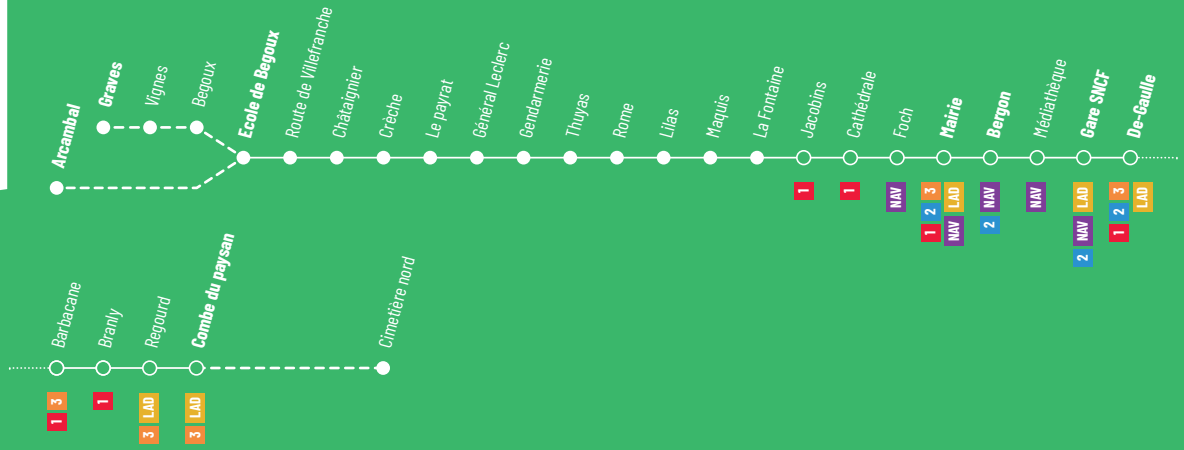 Arcambal
Graves
Vignes
Begoux
Ecole de Begoux
Route de Villefranche
Châtaignier
Crèche
Le payrat
Général Leclerc
Gendarmerie
Thuyas
Rome
Lilas
Maquis
La Fontaine
Jacobins
Cathédrale
Foch
Mairie
Bergon
Médiathèque
Gare SNCF
De-Gaulle
1
1
NAV
1 2 3
NAV LAD
2 NAV
NAV
2 NAV LAD
1 2 3
LAD
Barbacane
Branly
Regourd
Combe du paysan
Cimetière nord
1 3
1
3 LAD
3 LAD